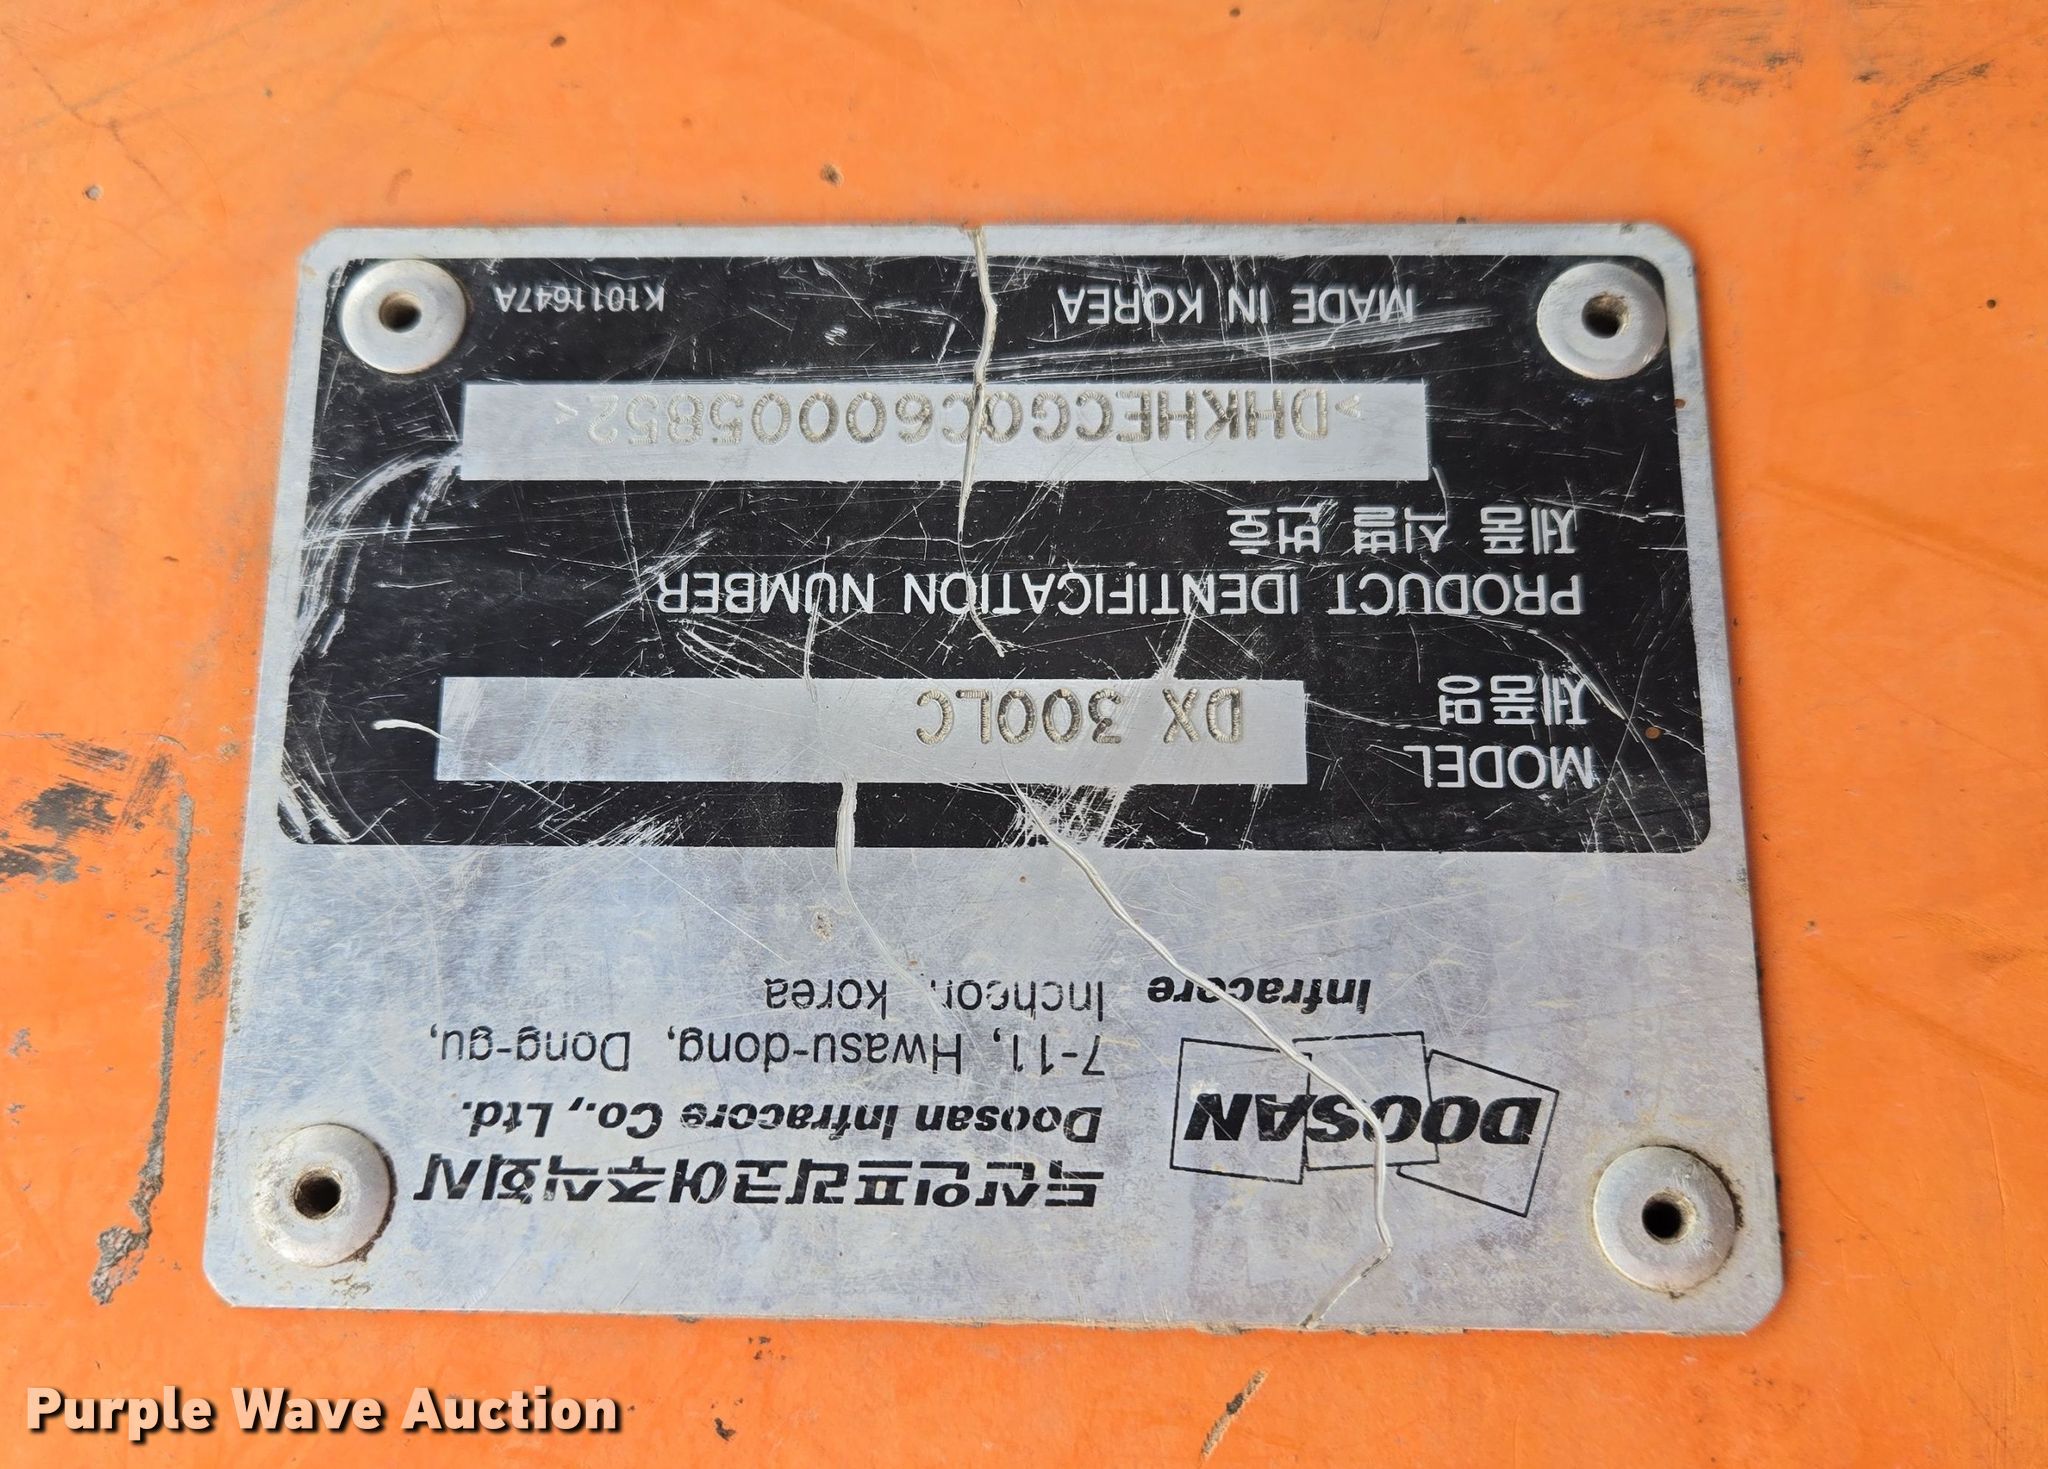 두산인프라코어주식회사
Doosan Infracore Co., Ltd.
DOOSAN
Infracore
7-11, Hwasu-dong, Dong-gu,
Incheon, korea
MODEL
제품명
DX 300LC
PRODUCT IDENTIFICATION NUMBER
제품 식별 번호
>DHKHECG0C60005852<
MADE IN KOREA
K1011647A
Purple Wave Auction